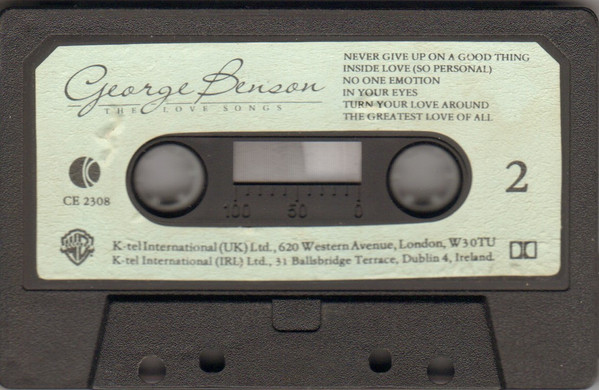 George Benson
THE LOVE SONGS
NEVER GIVE UP ON A GOOD THING
INSIDE LOVE (SO PERSONAL)
NO ONE EMOTION
IN YOUR EYES
TURN YOUR LOVE AROUND
THE GREATEST LOVE OF ALL
CE 2308
2
100 50 0
K-tel International (UK) Ltd., 620 Western Avenue, London, W3 0TU
K-tel International (IRL) Ltd., 31 Ballsbridge Terrace, Dublin 4, Ireland.